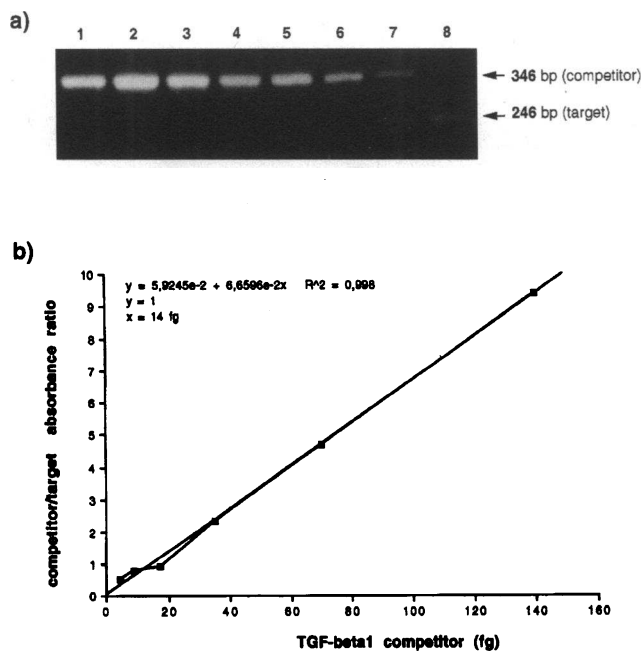 a)
1 2 3 4 5 6 7 8
346 bp (competitor)
246 bp (target)
b)
y = 5,9245e-2 + 6,6596e-2x R^2 = 0,998
y = 1
x = 14 fg
10
9
8
7
6
5
4
3
2
1
0
0 20 40 60 80 100 120 140 160
competitor/target absorbance ratio
TGF-beta1 competitor (fg)